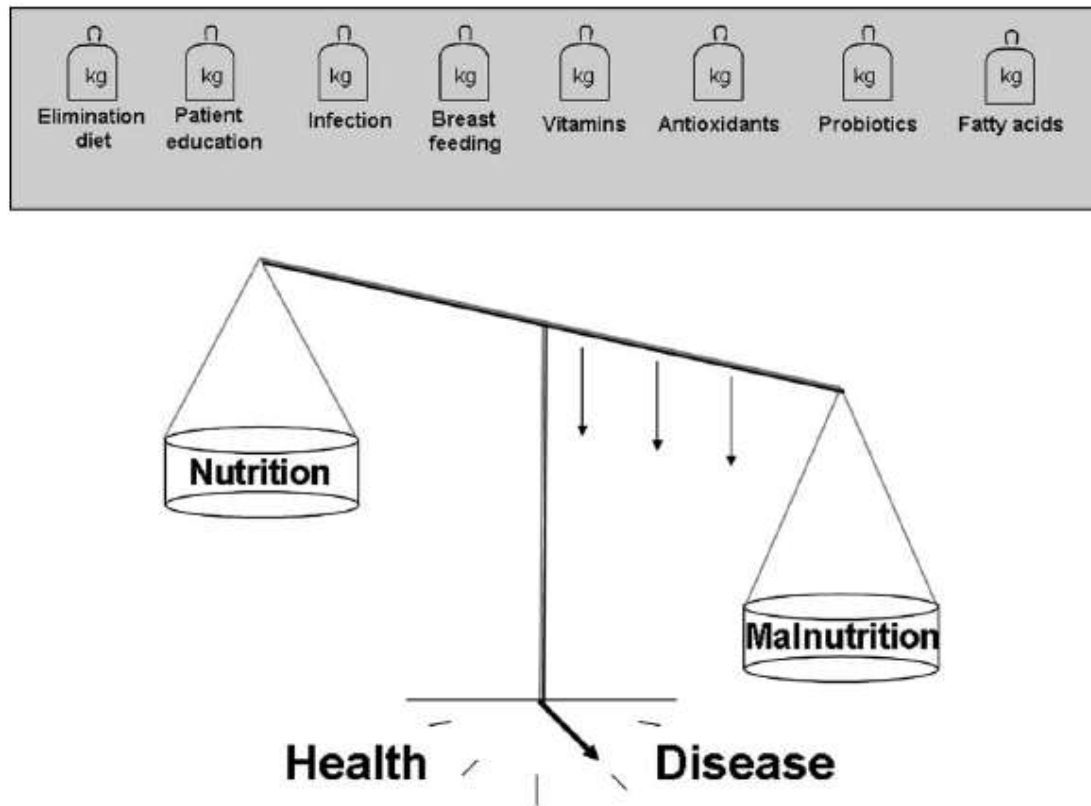 kg kg kg kg kg kg kg kg
Elimination diet
Patient education
Infection
Breast feeding
Vitamins
Antioxidants
Probiotics
Fatty acids
Nutrition
Malnutrition
Health
Disease